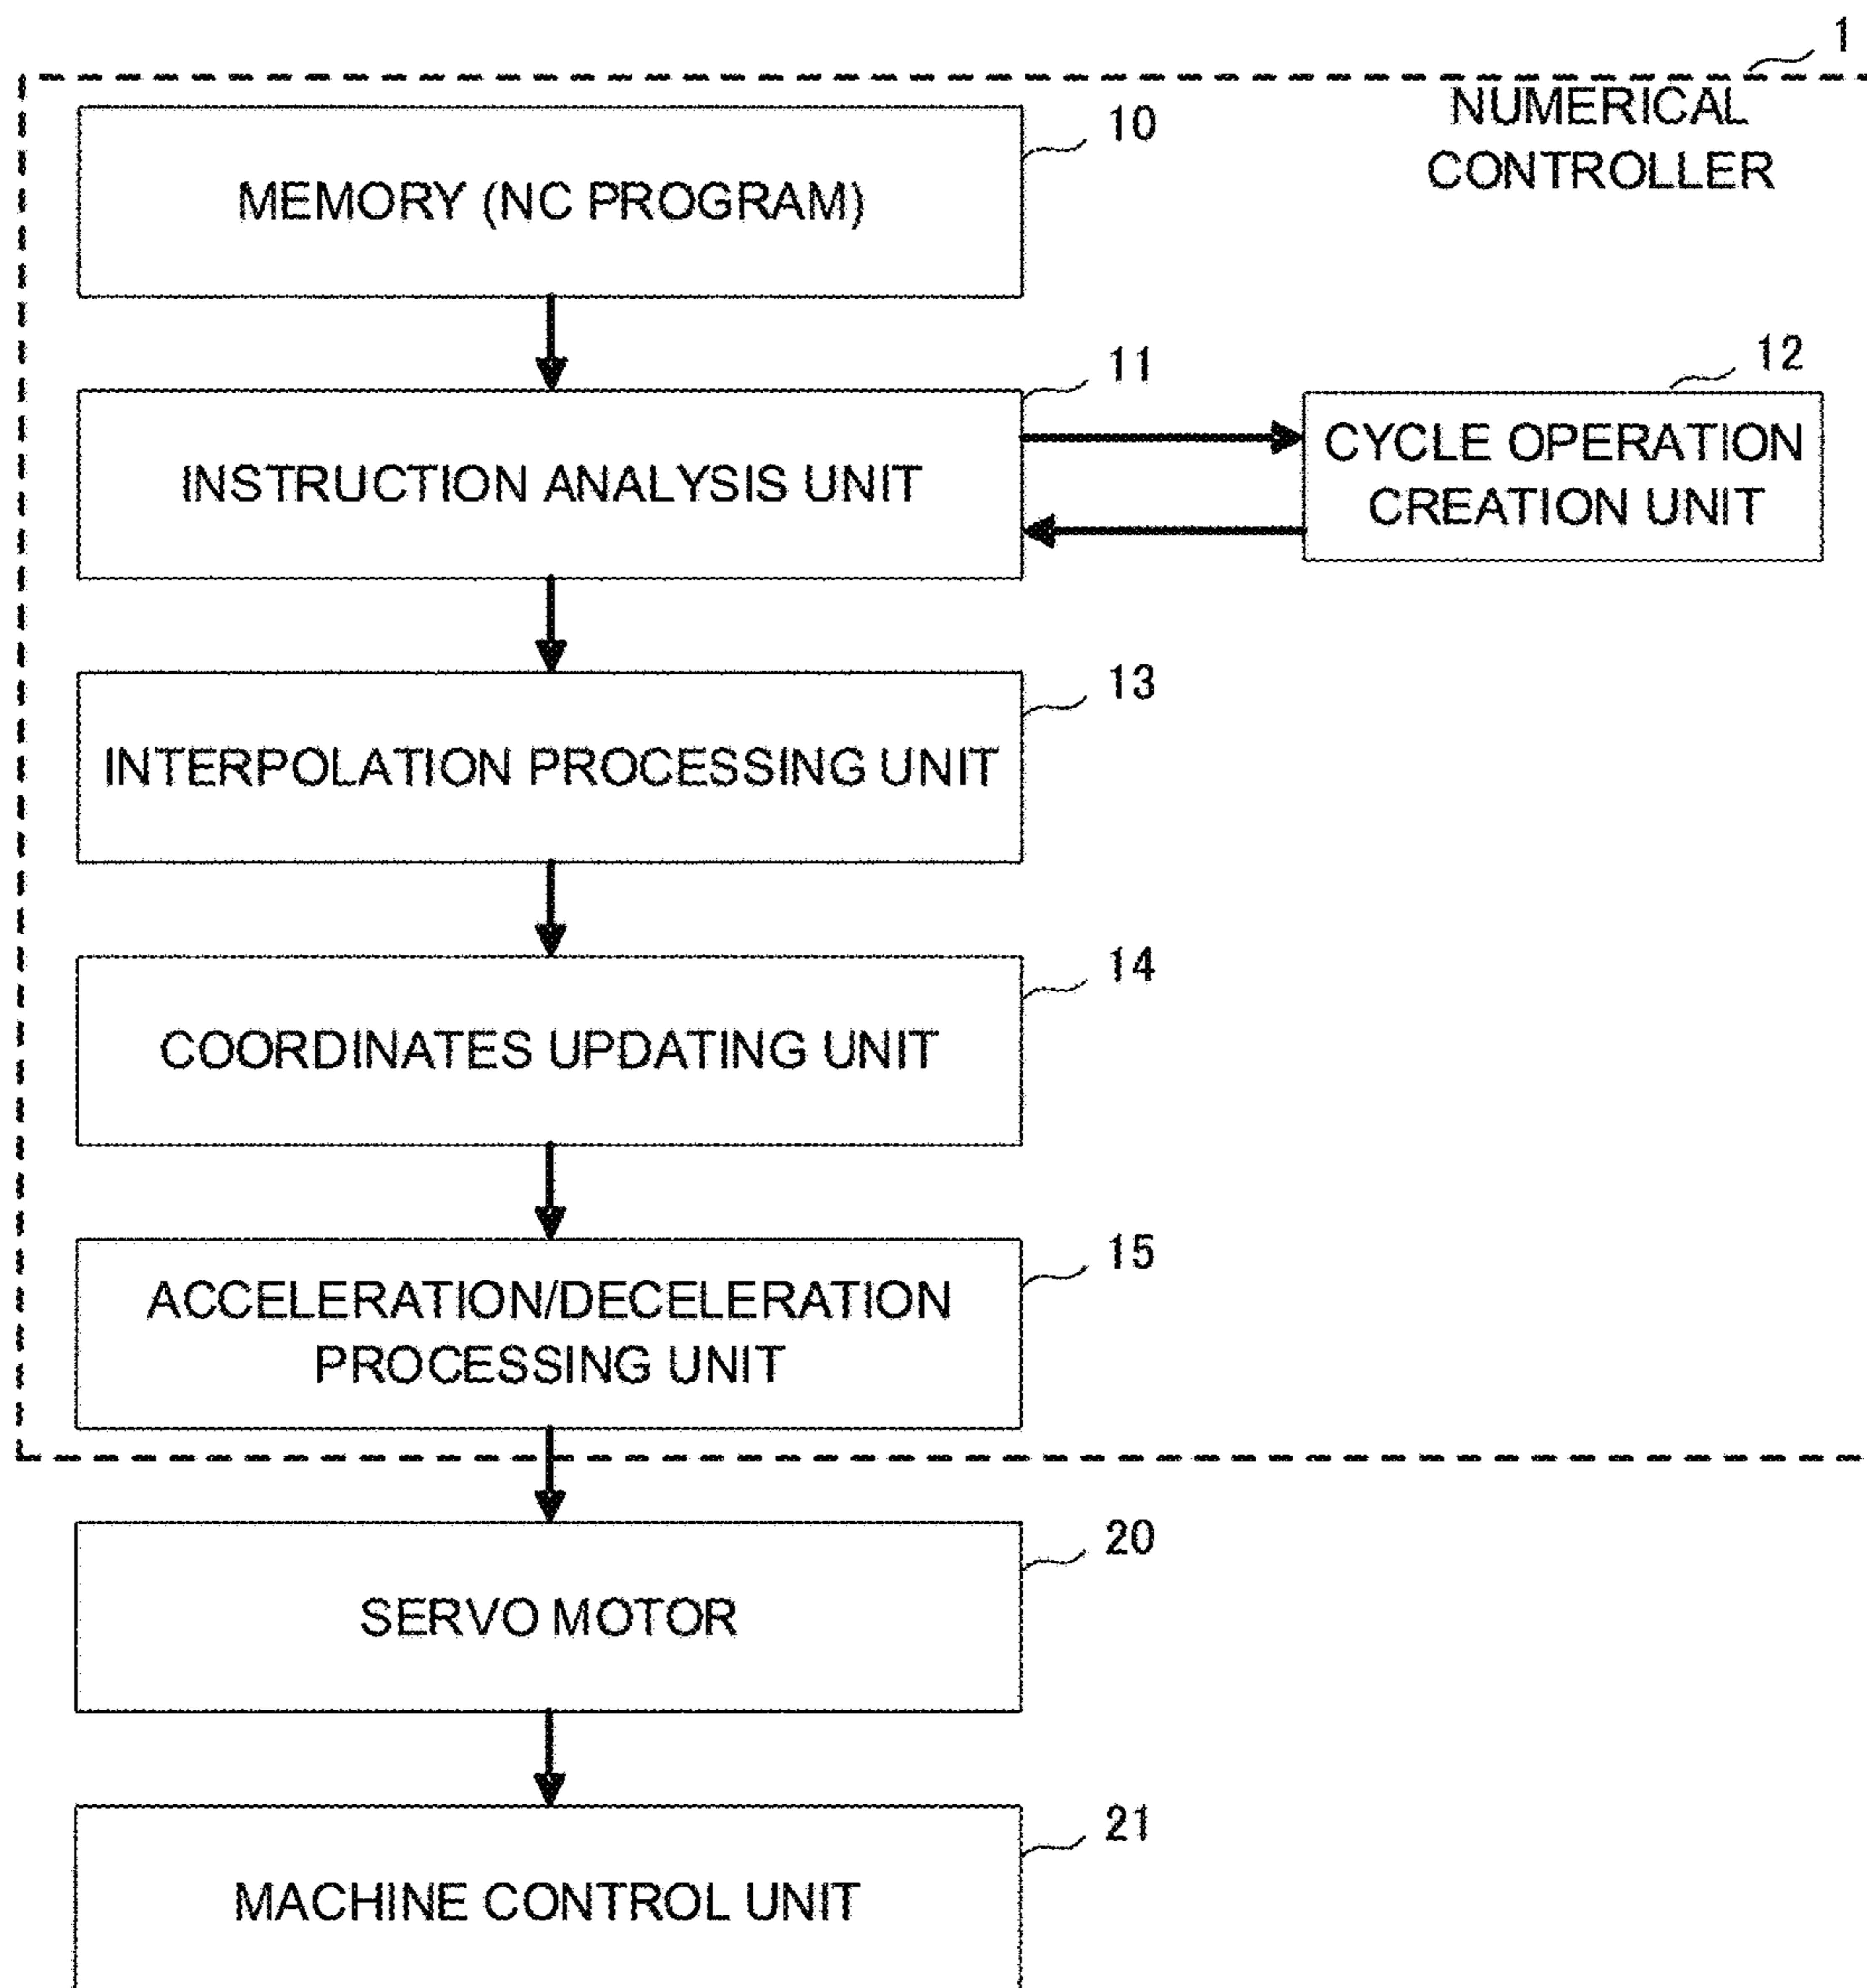 1
NUMERICAL
CONTROLLER
10
MEMORY (NC PROGRAM)
11
INSTRUCTION ANALYSIS UNIT
12
CYCLE OPERATION
CREATION UNIT
13
INTERPOLATION PROCESSING UNIT
14
COORDINATES UPDATING UNIT
15
ACCELERATION/DECELERATION
PROCESSING UNIT
20
SERVO MOTOR
21
MACHINE CONTROL UNIT